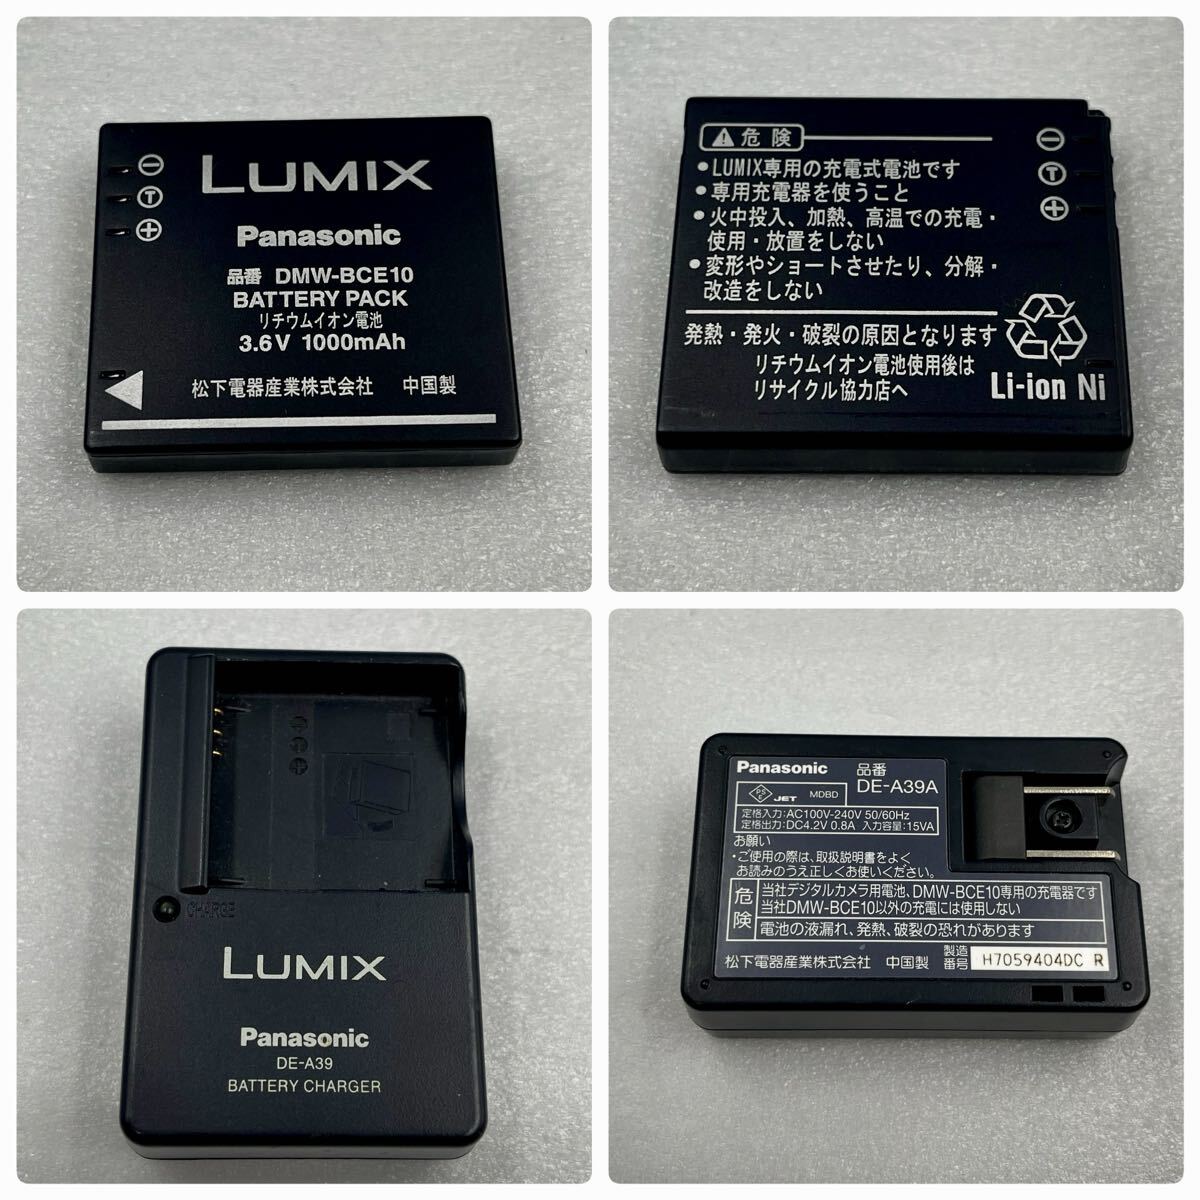 LUMIX
Panasonic
品番 DMW-BCE10
BATTERY PACK
リチウムイオン電池
3.6V 1000mAh
松下電器産業株式会社 中国製
T
危険
•LUMIX専用の充電式電池です
•専用充電器を使うこと
•火中投入、加熱、高温での充電・
使用・放置をしない
•変形やショートさせたり、分解・
改造をしない
発熱・発火・破裂の原因となります
リチウムイオン電池使用後は
リサイクル協力店へ
Li-ion Ni
T
CHARGE
LUMIX
Panasonic
DE-A39
BATTERY CHARGER
Panasonic
品番
DE-A39A
PS
E
JET
MDBD
定格入力:AC100V-240V 50/60Hz
定格出力:DC4.2V 0.8A 入力容量:15VA
お願い
・ご使用の際は、取扱説明書をよく
お読みのうえ正しくお使いください。
危険
当社デジタルカメラ用電池、DMW-BCE10専用の充電器です
当社DMW-BCE10以外の充電には使用しない
電池の液漏れ、発熱、破裂の恐れがあります
松下電器産業株式会社 中国製
製造番号
H7059404DC R